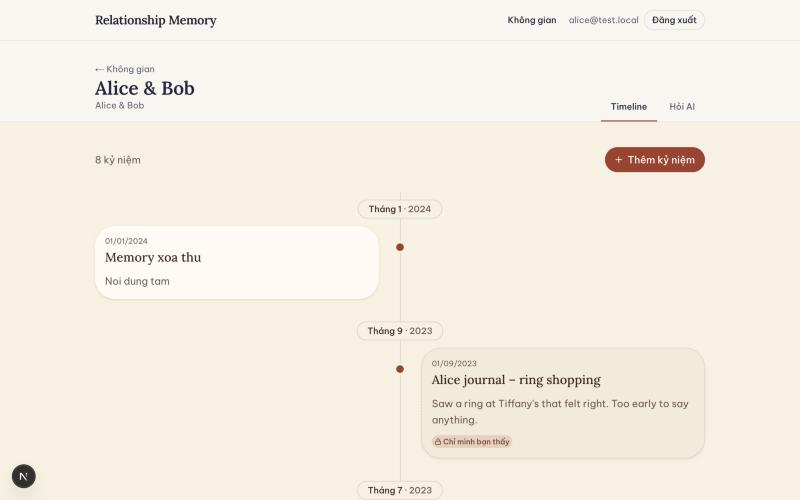 Relationship Memory
Không gian
alice@test.local
Đăng xuất
← Không gian
Alice & Bob
Alice & Bob
Timeline
Hỏi AI
8 kỷ niệm
+ Thêm kỷ niệm
Tháng 1 · 2024
01/01/2024
Memory xoa thu
Noi dung tam
Tháng 9 · 2023
01/09/2023
Alice journal – ring shopping
Saw a ring at Tiffany's that felt right. Too early to say
anything.
Chỉ mình bạn thấy
N
Tháng 7 · 2023